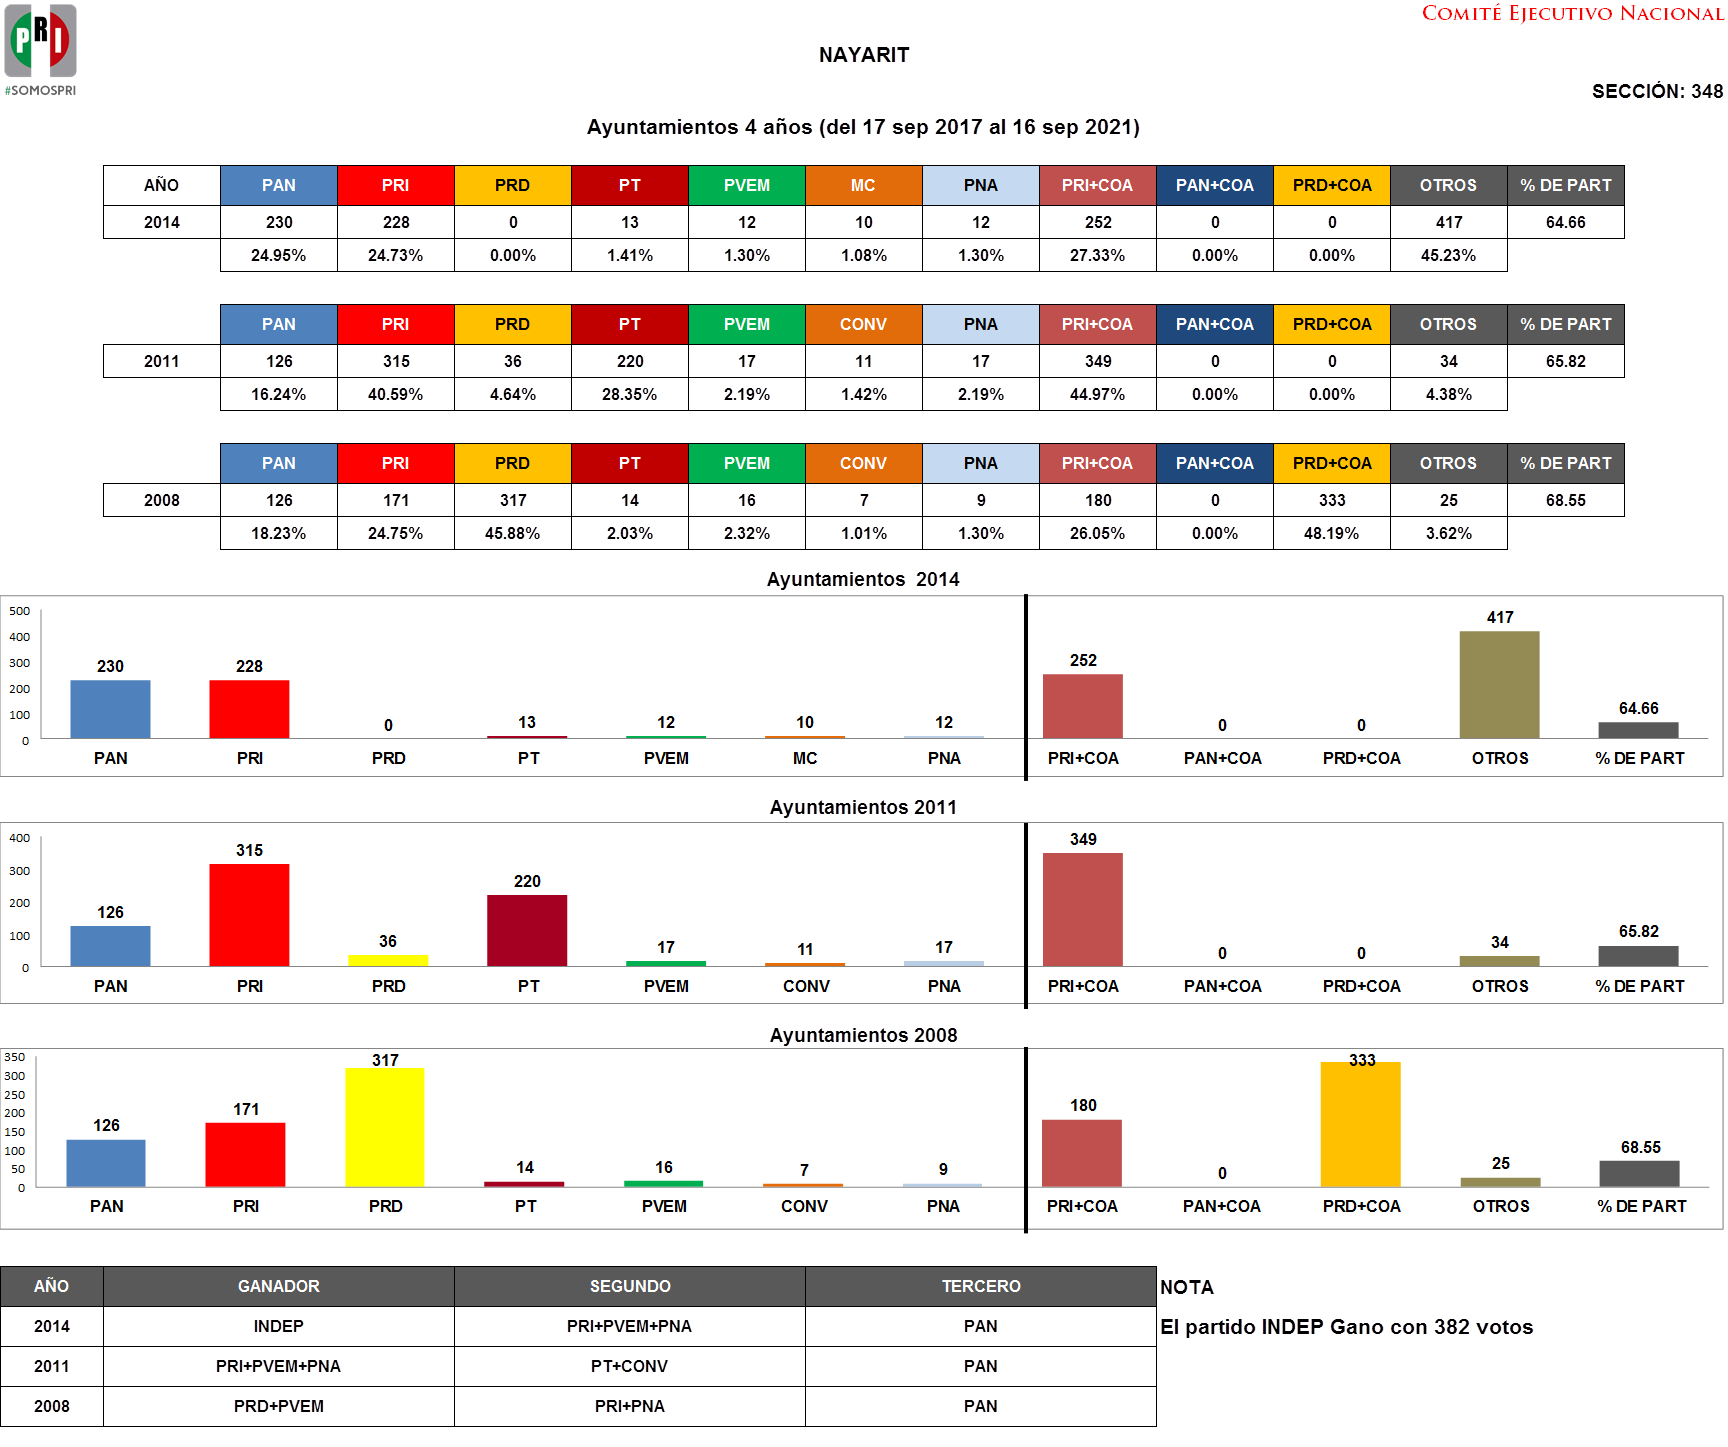 COMITÉ EJECUTIVO NACIONAL
PRI
#SOMOSPRI
NAYARIT
SECCIÓN: 348
Ayuntamientos 4 años (del 17 sep 2017 al 16 sep 2021)
AÑO PAN PRI PRD PT PVEM MC PNA PRI+COA PAN+COA PRD+COA OTROS % DE PART
2014 230 228 0 13 12 10 12 252 0 0 417 64.66
24.95% 24.73% 0.00% 1.41% 1.30% 1.08% 1.30% 27.33% 0.00% 0.00% 45.23%
PAN PRI PRD PT PVEM CONV PNA PRI+COA PAN+COA PRD+COA OTROS % DE PART
2011 126 315 36 220 17 11 17 349 0 0 34 65.82
16.24% 40.59% 4.64% 28.35% 2.19% 1.42% 2.19% 44.97% 0.00% 0.00% 4.38%
PAN PRI PRD PT PVEM CONV PNA PRI+COA PAN+COA PRD+COA OTROS % DE PART
2008 126 171 317 14 16 7 9 180 0 333 25 68.55
18.23% 24.75% 45.88% 2.03% 2.32% 1.01% 1.30% 26.05% 0.00% 48.19% 3.62%
Ayuntamientos 2014
500
400
300
200
100
0
230 228 0 13 12 10 12 252 0 0 417 64.66
PAN PRI PRD PT PVEM MC PNA PRI+COA PAN+COA PRD+COA OTROS % DE PART
Ayuntamientos 2011
400
300
200
100
0
126 315 36 220 17 11 17 349 0 0 34 65.82
PAN PRI PRD PT PVEM CONV PNA PRI+COA PAN+COA PRD+COA OTROS % DE PART
Ayuntamientos 2008
350
300
250
200
150
100
50
0
126 171 317 14 16 7 9 180 0 333 25 68.55
PAN PRI PRD PT PVEM CONV PNA PRI+COA PAN+COA PRD+COA OTROS % DE PART
AÑO GANADOR SEGUNDO TERCERO NOTA
2014 INDEP PRI+PVEM+PNA PAN El partido INDEP Gano con 382 votos
2011 PRI+PVEM+PNA PT+CONV PAN
2008 PRD+PVEM PRI+PNA PAN